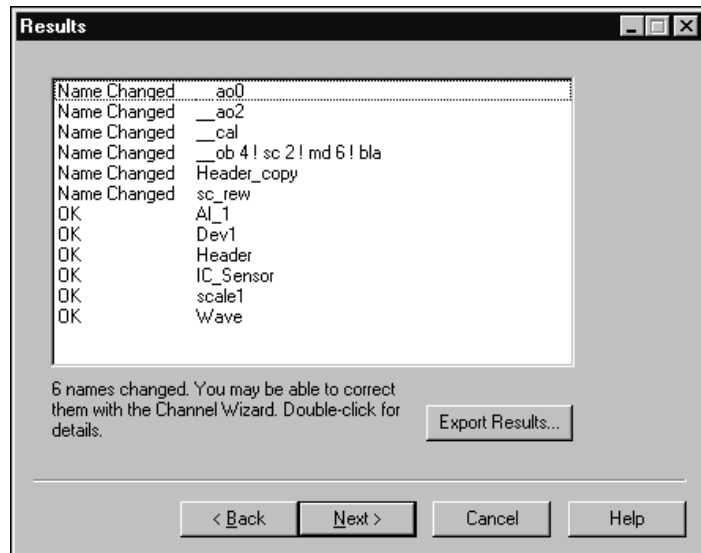 Results
Name Changed __ao0
Name Changed __ao2
Name Changed __cal
Name Changed __ob 4 ! sc 2 ! md 6 ! bla
Name Changed Header_copy
Name Changed sc_rew
OK AI_1
OK Dev1
OK Header
OK IC_Sensor
OK scale1
OK Wave
6 names changed. You may be able to correct
them with the Channel Wizard. Double-click for
details.
Export Results...
< Back Next > Cancel Help